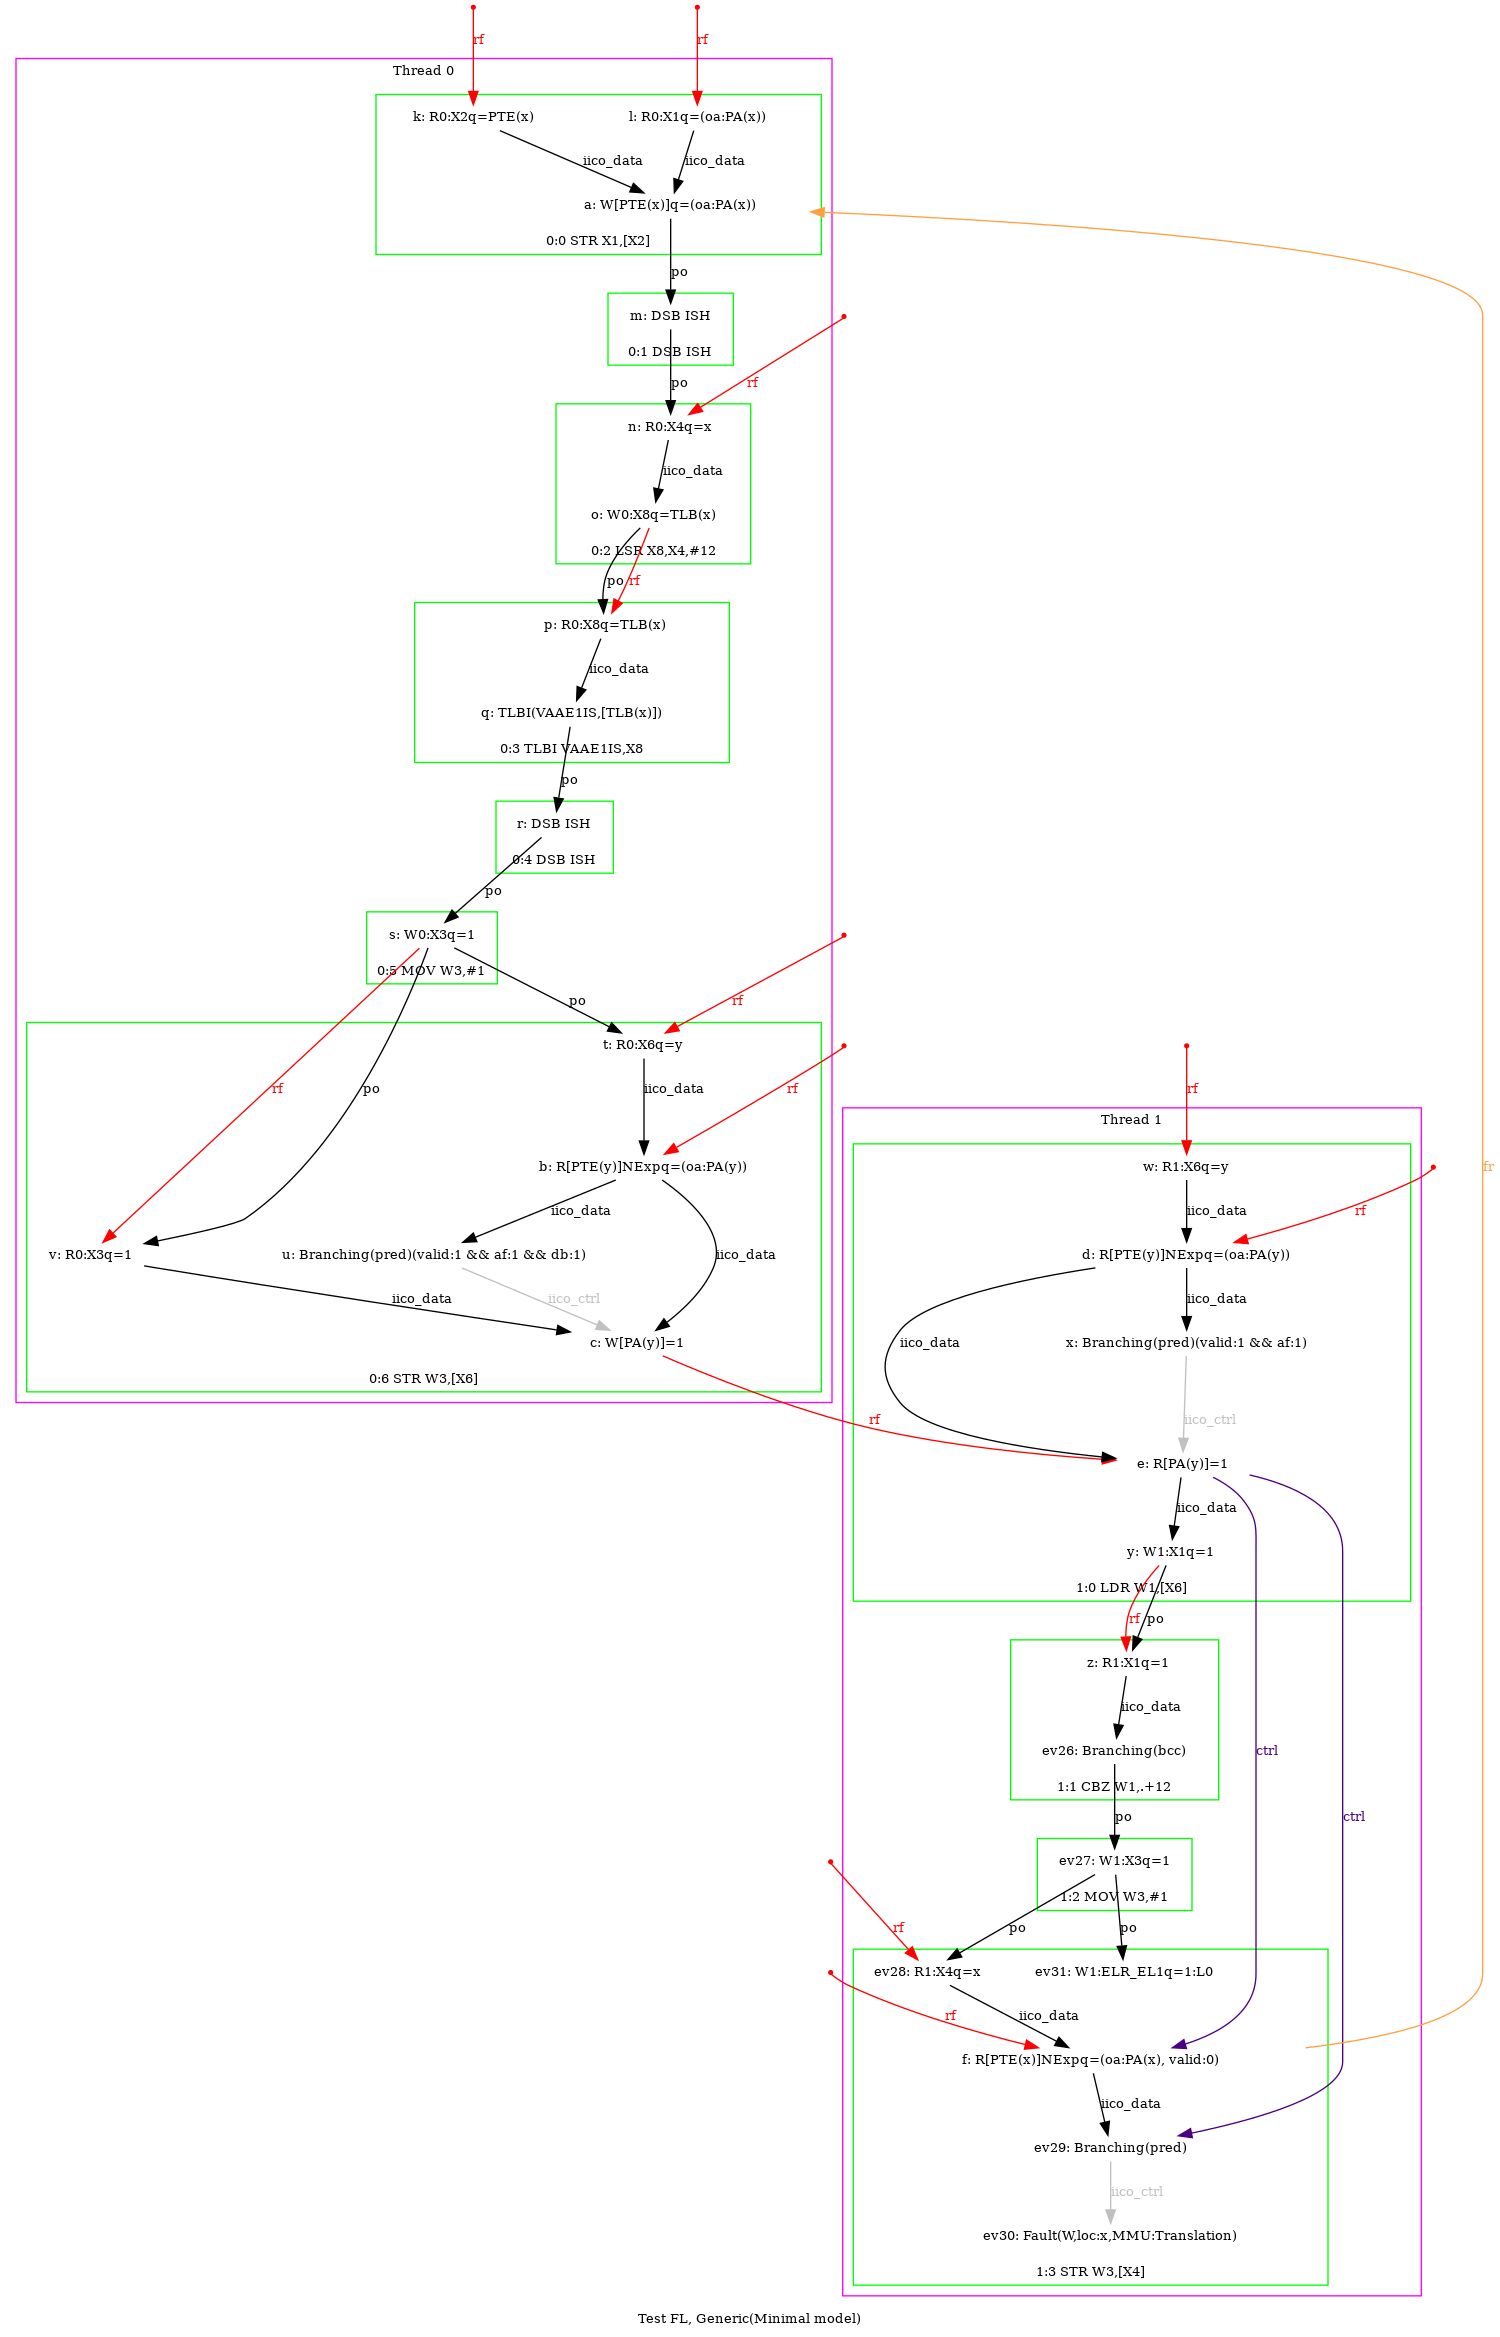 rf
rf
Thread 0
k: R0:X2q=PTE(x)
l: R0:X1q=(oa:PA(x))
iico_data
iico_data
a: W[PTE(x)]q=(oa:PA(x))
0:0 STR X1,[X2]
po
m: DSB ISH
0:1 DSB ISH
po
rf
n: R0:X4q=x
iico_data
o: W0:X8q=TLB(x)
0:2 LSR X8,X4,#12
po
rf
p: R0:X8q=TLB(x)
iico_data
q: TLBI(VAAE1IS,[TLB(x)])
0:3 TLBI VAAE1IS,X8
po
r: DSB ISH
0:4 DSB ISH
po
s: W0:X3q=1
0:5 MOV W3,#1
po
rf
t: R0:X6q=y
rf
po
iico_data
rf
b: R[PTE(y)]NExpq=(oa:PA(y))
iico_data
iico_data
v: R0:X3q=1
u: Branching(pred)(valid:1 && af:1 && db:1)
iico_data
iico_ctrl
c: W[PA(y)]=1
0:6 STR W3,[X6]
rf
rf
Thread 1
w: R1:X6q=y
fr
iico_data
rf
d: R[PTE(y)]NExpq=(oa:PA(y))
iico_data
iico_data
x: Branching(pred)(valid:1 && af:1)
iico_ctrl
e: R[PA(y)]=1
iico_data
y: W1:X1q=1
1:0 LDR W1,[X6]
rf
po
z: R1:X1q=1
iico_data
ev26: Branching(bcc)
ctrl
1:1 CBZ W1,.+12
po
ctrl
ev27: W1:X3q=1
1:2 MOV W3,#1
rf
po
po
ev28: R1:X4q=x
ev31: W1:ELR_EL1q=1:L0
rf
iico_data
f: R[PTE(x)]NExpq=(oa:PA(x), valid:0)
iico_data
ev29: Branching(pred)
iico_ctrl
ev30: Fault(W,loc:x,MMU:Translation)
1:3 STR W3,[X4]
Test FL, Generic(Minimal model)